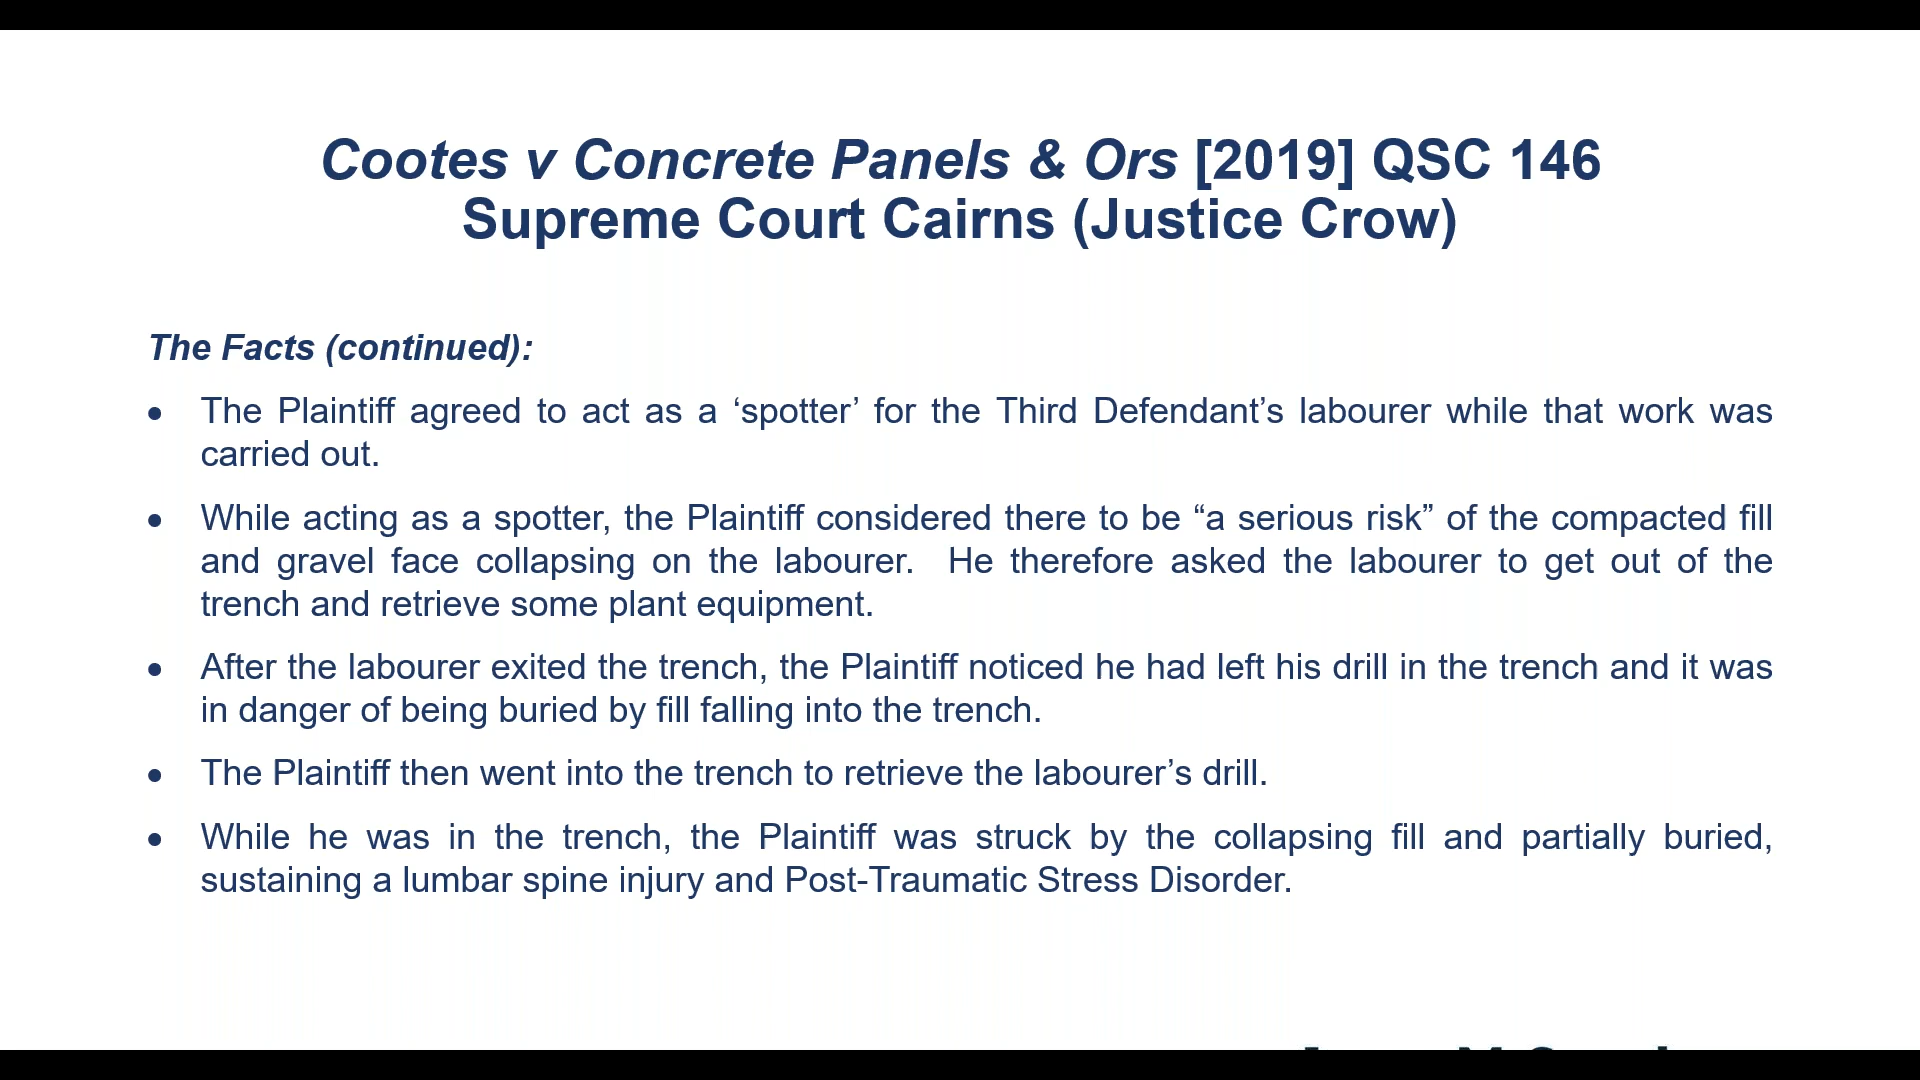 Cootes v Concrete Panels & Ors [2019] QSC 146
Supreme Court Cairns (Justice Crow)
The Facts (continued):
• The Plaintiff agreed to act as a ‘spotter’ for the Third Defendant’s labourer while that work was
carried out.
• While acting as a spotter, the Plaintiff considered there to be “a serious risk” of the compacted fill
and gravel face collapsing on the labourer.  He therefore asked the labourer to get out of the
trench and retrieve some plant equipment.
• After the labourer exited the trench, the Plaintiff noticed he had left his drill in the trench and it was
in danger of being buried by fill falling into the trench.
• The Plaintiff then went into the trench to retrieve the labourer’s drill.
• While he was in the trench, the Plaintiff was struck by the collapsing fill and partially buried,
sustaining a lumbar spine injury and Post-Traumatic Stress Disorder.